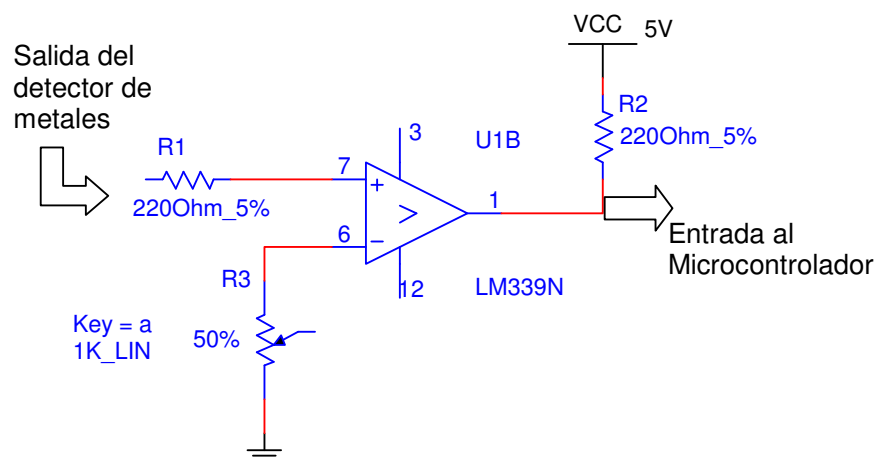 VCC 5V
Salida del
detector de
metales
R2
220Ohm_5%
3
U1B
R1
7
220Ohm_5%
+
1
6
−
Entrada al
Microcontrolador
R3
12
LM339N
Key = a
1K_LIN
50%